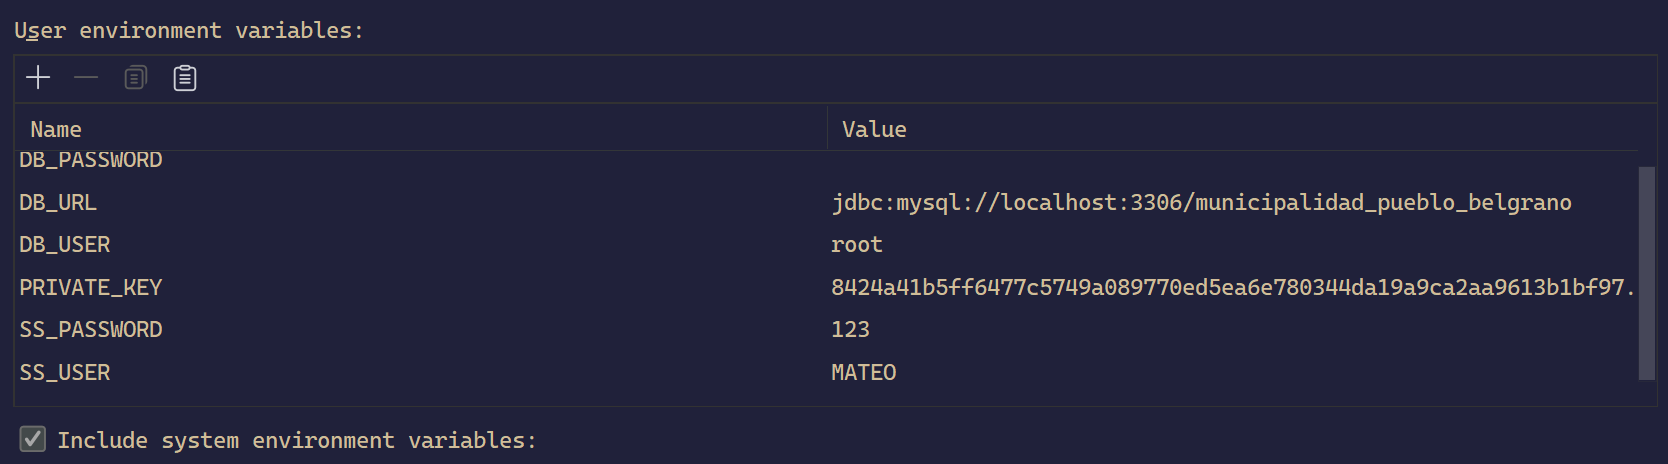 User environment variables:
Name Value
DB_PASSWORD
DB_URL jdbc:mysql://localhost:3306/municipalidad_pueblo_belgrano
DB_USER root
PRIVATE_KEY 8424a41b5ff6477c5749a089770ed5ea6e780344da19a9ca2aa9613b1bf97.
SS_PASSWORD 123
SS_USER MATEO
Include system environment variables: